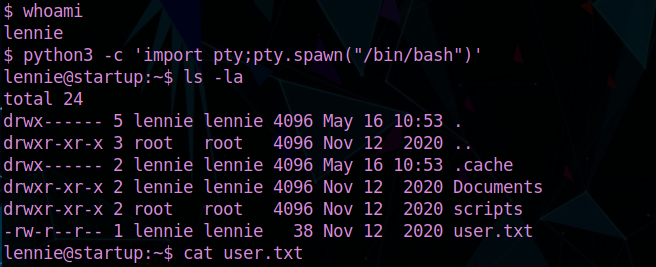 $ whoami
lennie
$ python3 -c 'import pty;pty.spawn("/bin/bash")'
lennie@startup:~$ ls -la
total 24
drwx------ 5 lennie lennie 4096 May 16 10:53 .
drwxr-xr-x 3 root   root   4096 Nov 12  2020 ..
drwx------ 2 lennie lennie 4096 May 16 10:53 .cache
drwxr-xr-x 2 lennie lennie 4096 Nov 12  2020 Documents
drwxr-xr-x 2 root   root   4096 Nov 12  2020 scripts
-rw-r--r-- 1 lennie lennie   38 Nov 12  2020 user.txt
lennie@startup:~$ cat user.txt